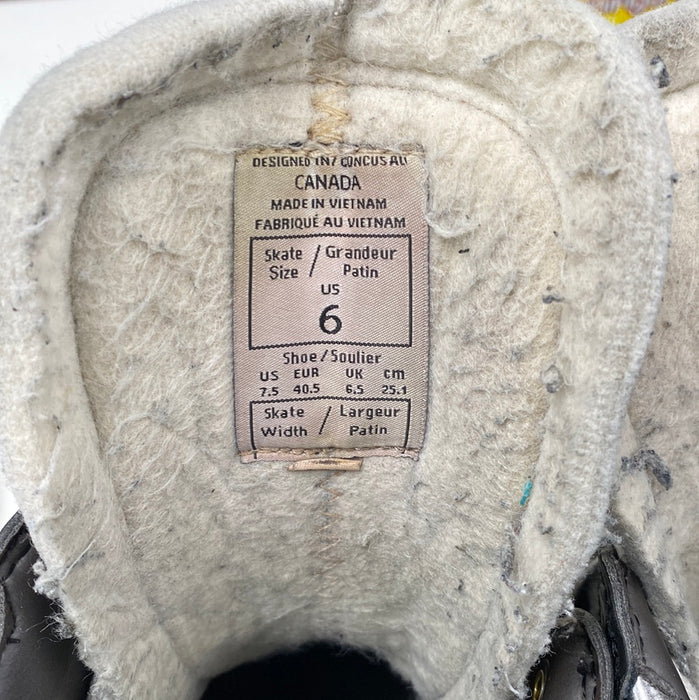 DESIGNED IN / CONCUS AU
CANADA
MADE IN VIETNAM
FABRIQUÉ AU VIETNAM
Skate / Grandeur
Size / Patin
US
6
Shoe / Soulier
US EUR UK cm
7.5 40.5 6.5 25.1
Skate / Largeur
Width / Patin